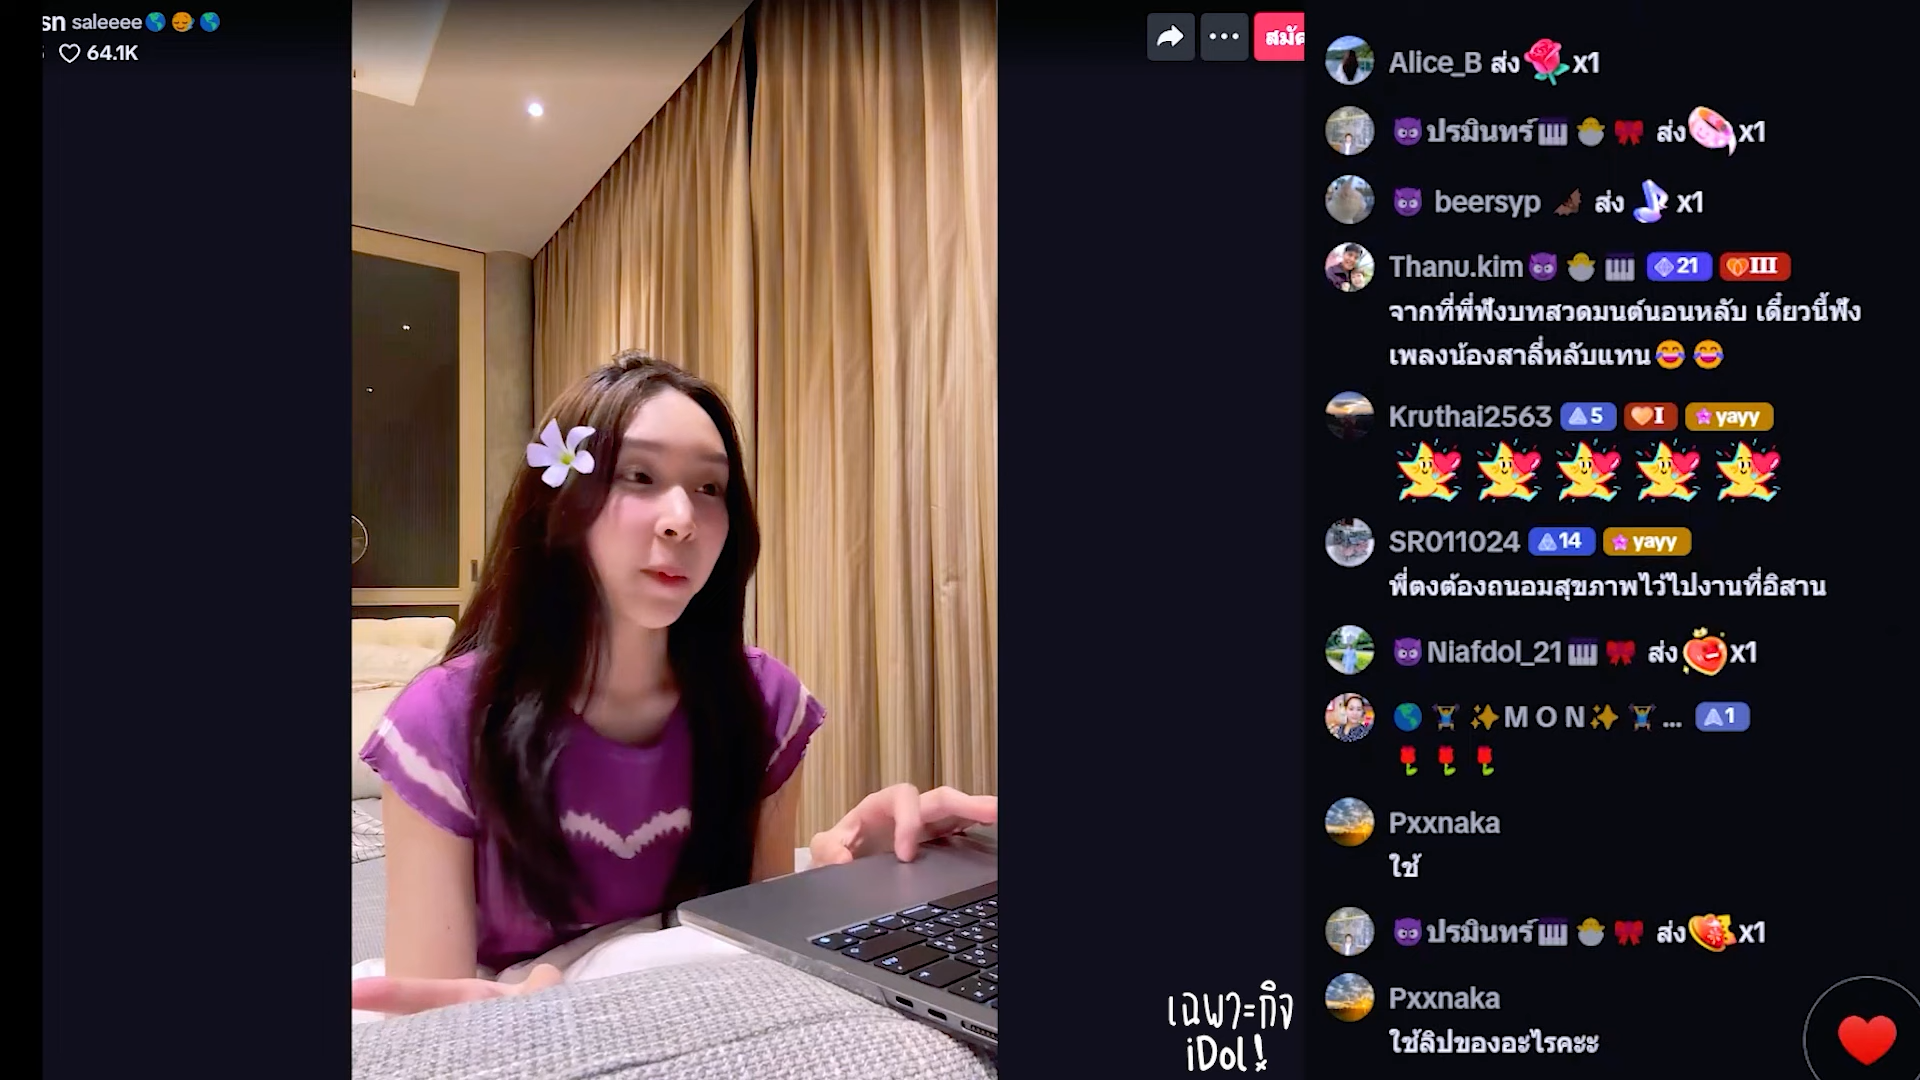 sn saleeee
64.1K
สมัค
Alice_B ส่ง x1
ปรมินทร์ ส่ง x1
beersyp ส่ง x1
Thanu.kim 21 III
จากที่พี่ฟังบทสวดมนต์นอนหลับ เดี๋ยวนี้ฟัง
เพลงน้องสาลี่หลับแทน
Kruthai2563 5 I yayy
SR011024 14 yayy
พี่ตงต้องถนอมสุขภาพไว้ไปงานที่อิสาน
Niafdol_21 ส่ง x1
M O N ... 1
Pxxnaka
ใช้
ปรมินทร์ ส่ง x1
Pxxnaka
ใช้ลิปของอะไรคะะ
เฉพาะกิจ
iDol!